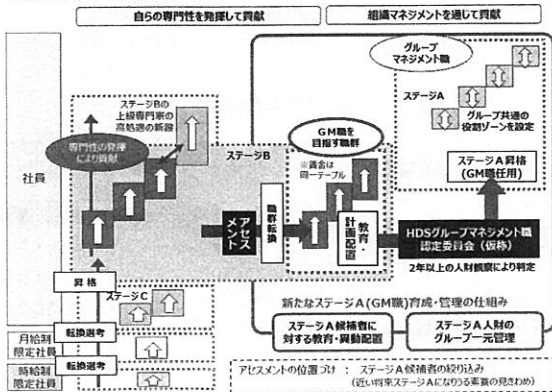 自らの専門性を発揮して貢献
組織マネジメントを通じて貢献
グループ
マネジメント職
ステージA
グループ共通の
役割ゾーンを設定
ステージA昇格
(GM職任用)
ステージBの
上級専門家の
高処遇の新設
専門性の発揮
により貢献
ステージB
GM職を
目指す職群
※賃金は
同一テーブル
社員
アセスメント
職群転換
教育・
計画配置
HDSグループマネジメント職
認定委員会(仮称)
2年以上の人財観察により判定
昇格
ステージC
転換選考
月給制
限定社員
転換選考
時給制
限定社員
新たなステージA(GM職)育成・管理の仕組み
ステージA候補者に
対する教育・異動配置
ステージA人財の
グループ一元管理
アセスメントの位置づけ : ステージA候補者の絞り込み
(近い将来ステージAになりうる素養の見きわめ)